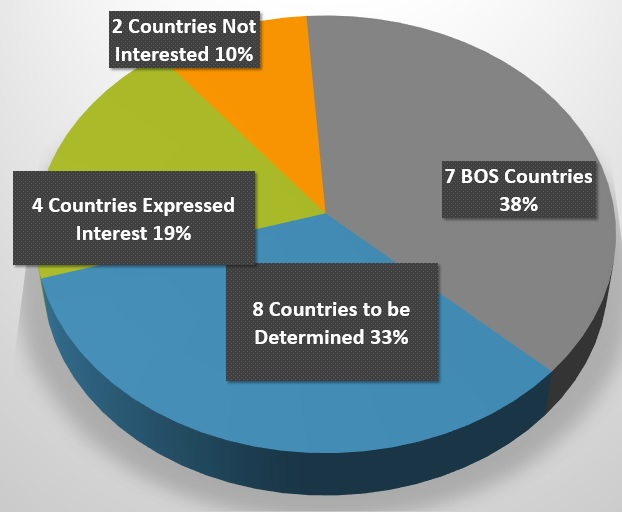 2 Countries Not
Interested 10%
7 BOS Countries
38%
4 Countries Expressed
Interest 19%
8 Countries to be
Determined 33%